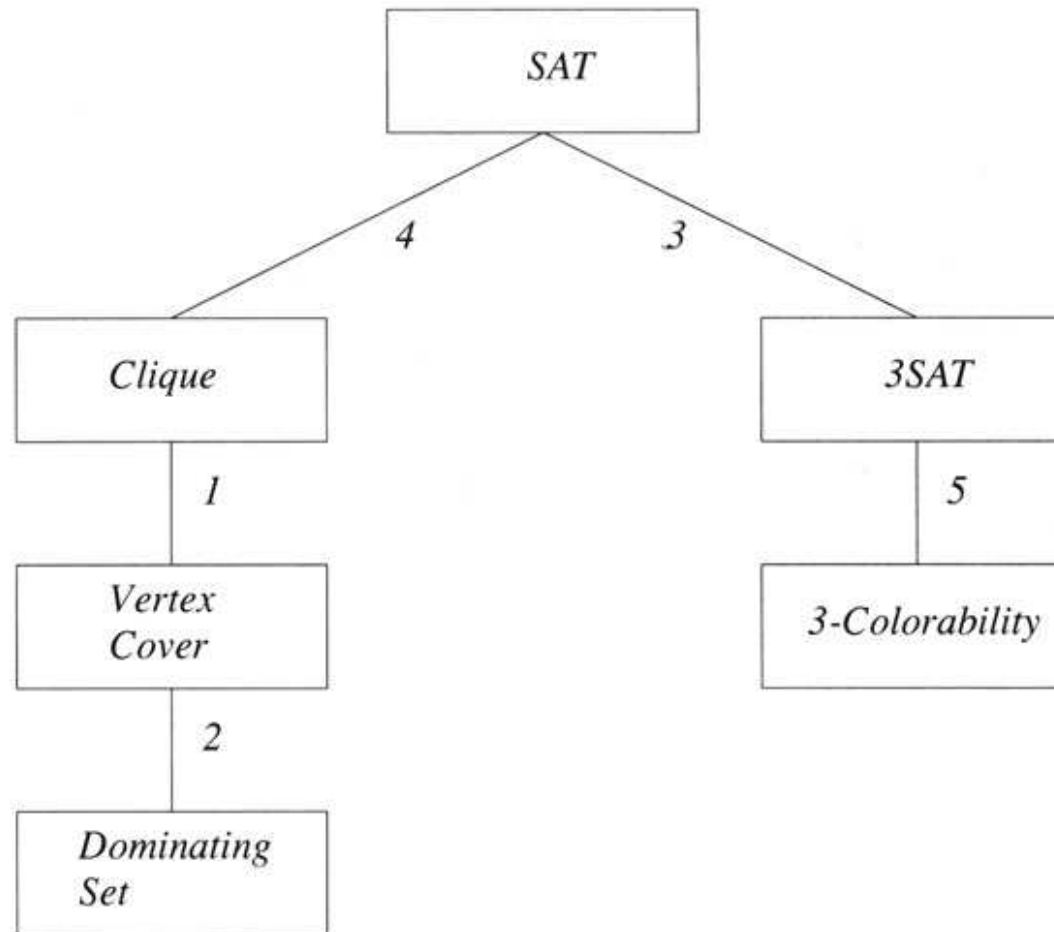 SAT
4
3
Clique
3SAT
1
5
Vertex
Cover
3-Colorability
2
Dominating
Set